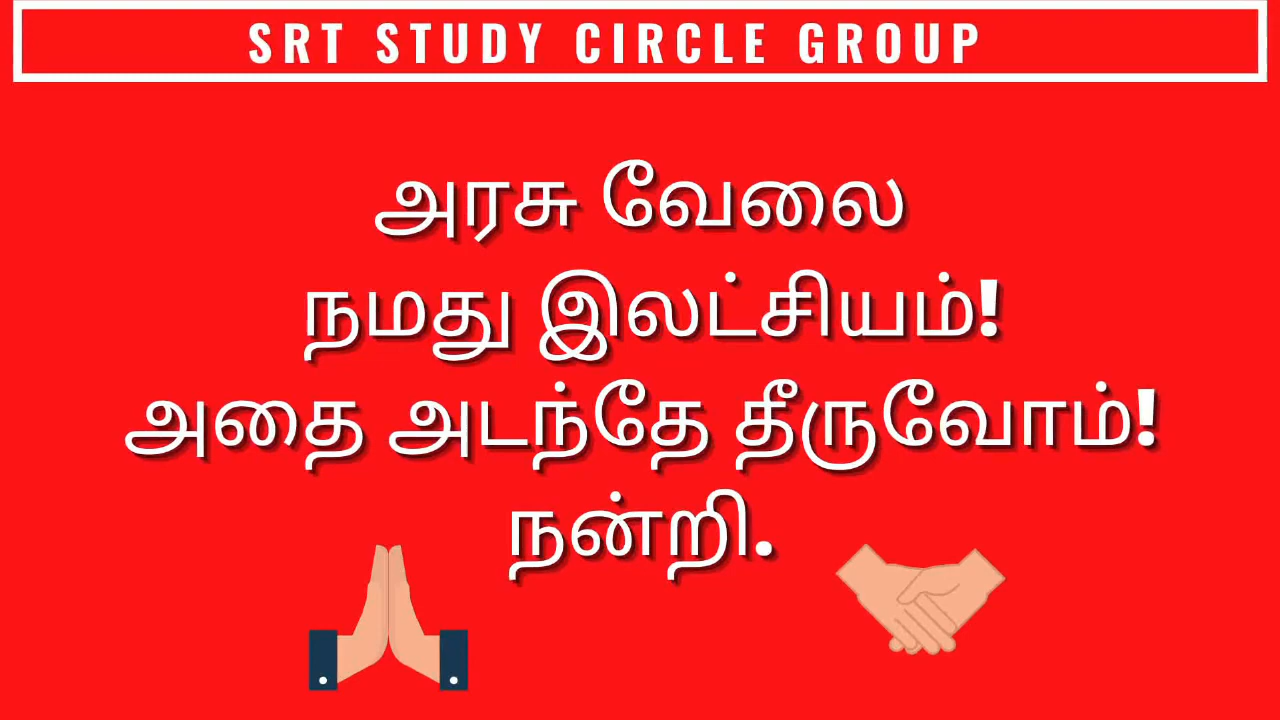 SRT STUDY CIRCLE GROUP
அரசு வேலை
நமது இலட்சியம்!
அதை அடந்தே தீருவோம்!
நன்றி.